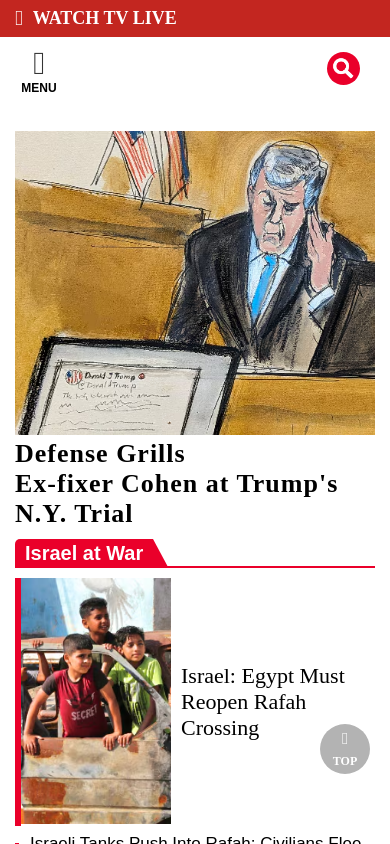 WATCH TV LIVE
MENU
Donald J Trump
Donald J Trump
Defense Grills
Ex-fixer Cohen at Trump's
N.Y. Trial
Israel at War
SECRE
Israel: Egypt Must
Reopen Rafah
Crossing
TOP
Israeli Tanks Push Into Rafah; Civilians Flee